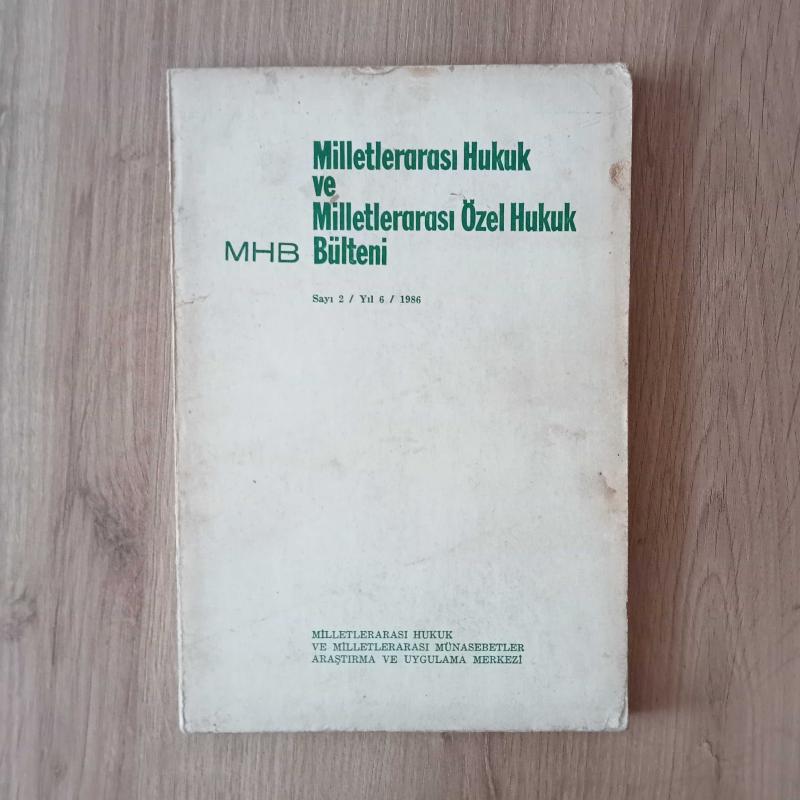 Milletlerarası Hukuk
ve
Milletlerarası Özel Hukuk
MHB Bülteni
Sayı 2 / Yıl 6 / 1986
MİLLETLERARASI HUKUK
VE MİLLETLERARASI MÜNASEBETLER
ARAŞTIRMA VE UYGULAMA MERKEZİ